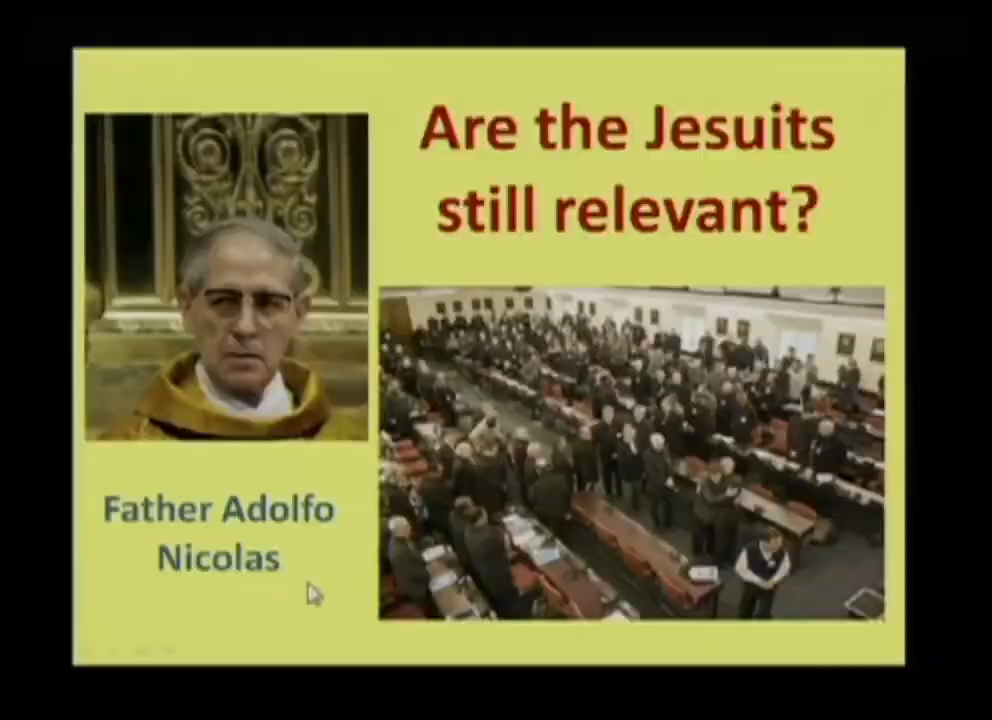 Are the Jesuits
still relevant?
Father Adolfo
Nicolas